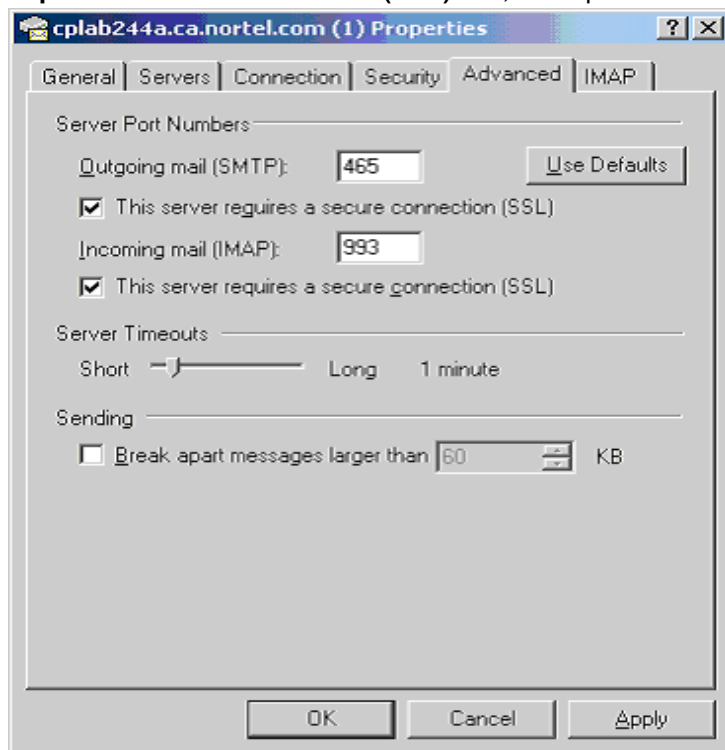 cplab244a.ca.nortel.com (1) Properties
General Servers Connection Security Advanced IMAP
Server Port Numbers
Outgoing mail (SMTP): 465 Use Defaults
This server requires a secure connection (SSL)
Incoming mail (IMAP): 993
This server requires a secure connection (SSL)
Server Timeouts
Short Long 1 minute
Sending
Break apart messages larger than 60 KB
OK Cancel Apply